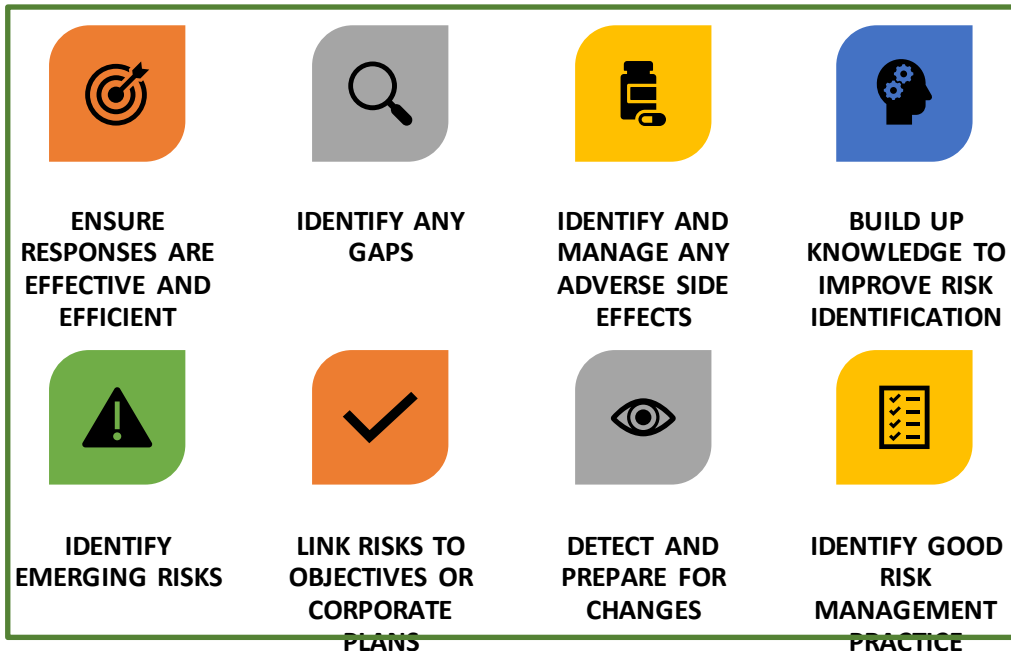 ENSURE
RESPONSES ARE
EFFECTIVE AND
EFFICIENT
IDENTIFY ANY
GAPS
IDENTIFY AND
MANAGE ANY
ADVERSE SIDE
EFFECTS
BUILD UP
KNOWLEDGE TO
IMPROVE RISK
IDENTIFICATION
IDENTIFY
EMERGING RISKS
LINK RISKS TO
OBJECTIVES OR
CORPORATE
PLANS
DETECT AND
PREPARE FOR
CHANGES
IDENTIFY GOOD
RISK
MANAGEMENT
PRACTICE